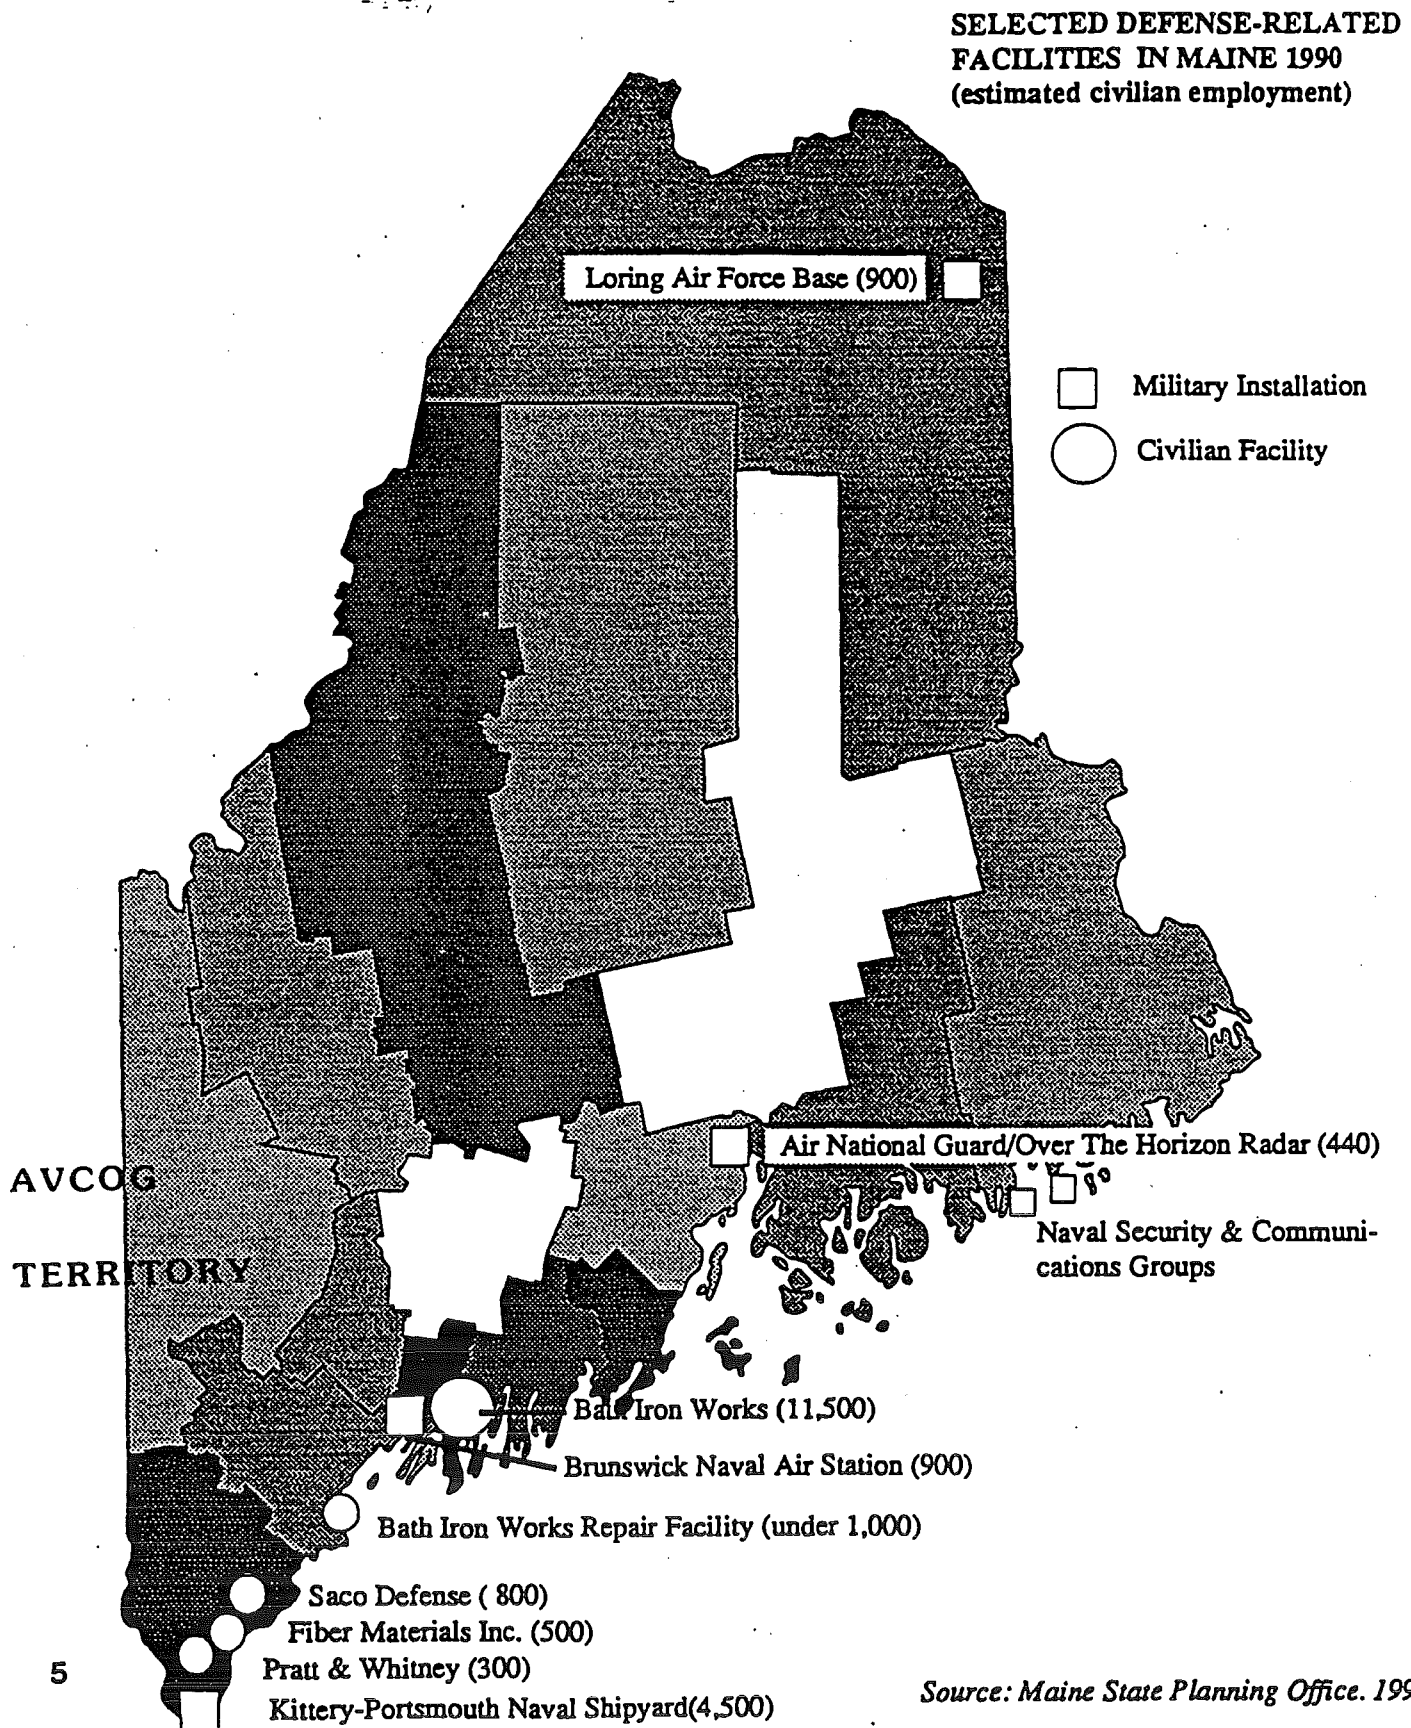 SELECTED DEFENSE-RELATED
FACILITIES IN MAINE 1990
(estimated civilian employment)
Loring Air Force Base (900)
Military Installation
Civilian Facility
Air National Guard/Over The Horizon Radar (440)
AVCOG
TERRITORY
Naval Security & Communi-
cations Groups
Bath Iron Works (11,500)
Brunswick Naval Air Station (900)
Bath Iron Works Repair Facility (under 1,000)
Saco Defense ( 800)
Fiber Materials Inc. (500)
Pratt & Whitney (300)
Kittery-Portsmouth Naval Shipyard(4,500)
5
Source: Maine State Planning Office. 199